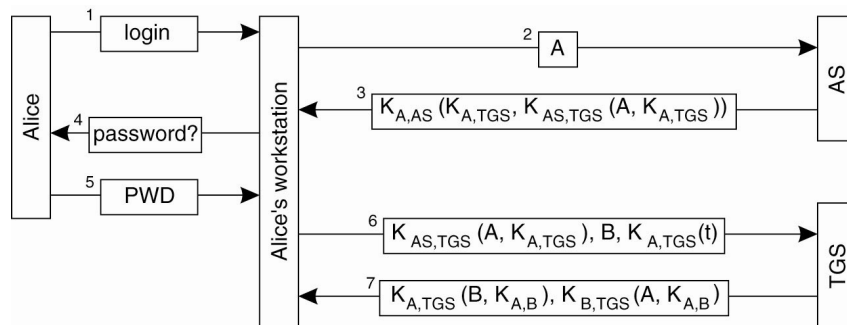 Alice
1
login
Alice's workstation
2
A
AS
3
K_A,AS (K_A,TGS, K_AS,TGS (A, K_A,TGS ))
4
password?
5
PWD
6
K_AS,TGS (A, K_A,TGS ), B, K_A,TGS(t)
TGS
7
K_A,TGS (B, K_A,B), K_B,TGS(A, K_A,B)